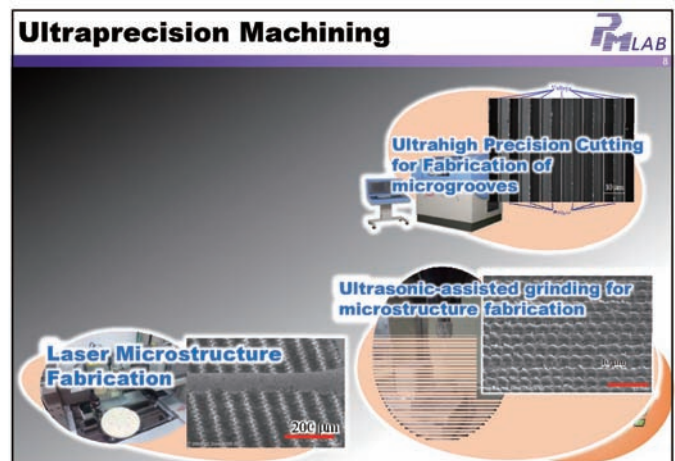 Ultraprecision Machining
PMLAB
8
Ultrahigh Precision Cutting
for Fabrication of
microgrooves
10 μm
Ultrasonic-assisted grinding for
microstructure fabrication
Laser Microstructure
Fabrication
200 μm